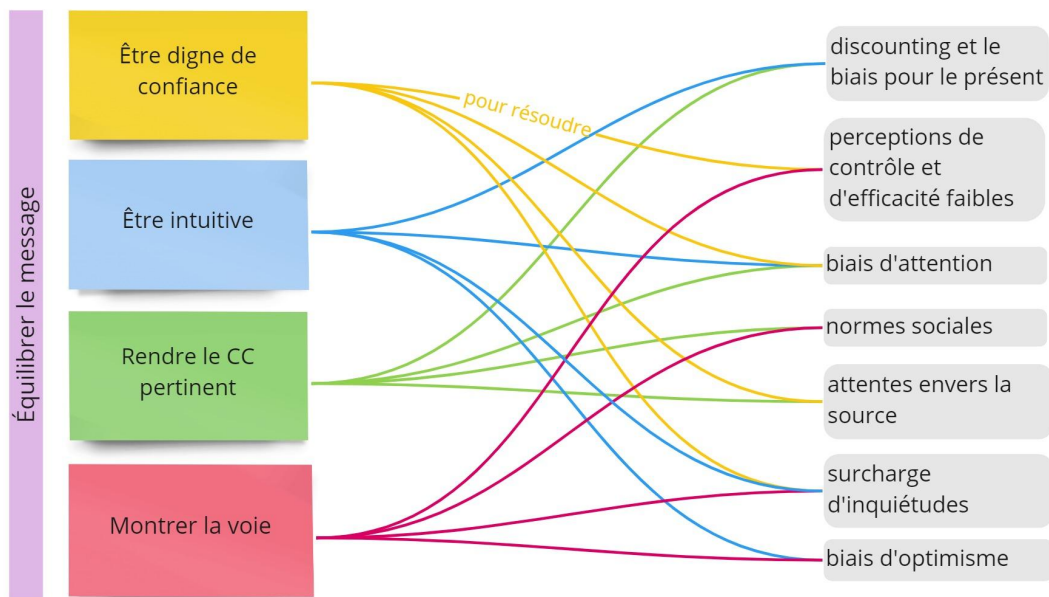 Équilibrer le message
Être digne de
confiance
Être intuitive
Rendre le CC
pertinent
Montrer la voie
pour résoudre
discounting et le
biais pour le présent
perceptions de
contrôle et
d'efficacité faibles
biais d'attention
normes sociales
attentes envers la
source
surcharge
d'inquiétudes
biais d'optimisme